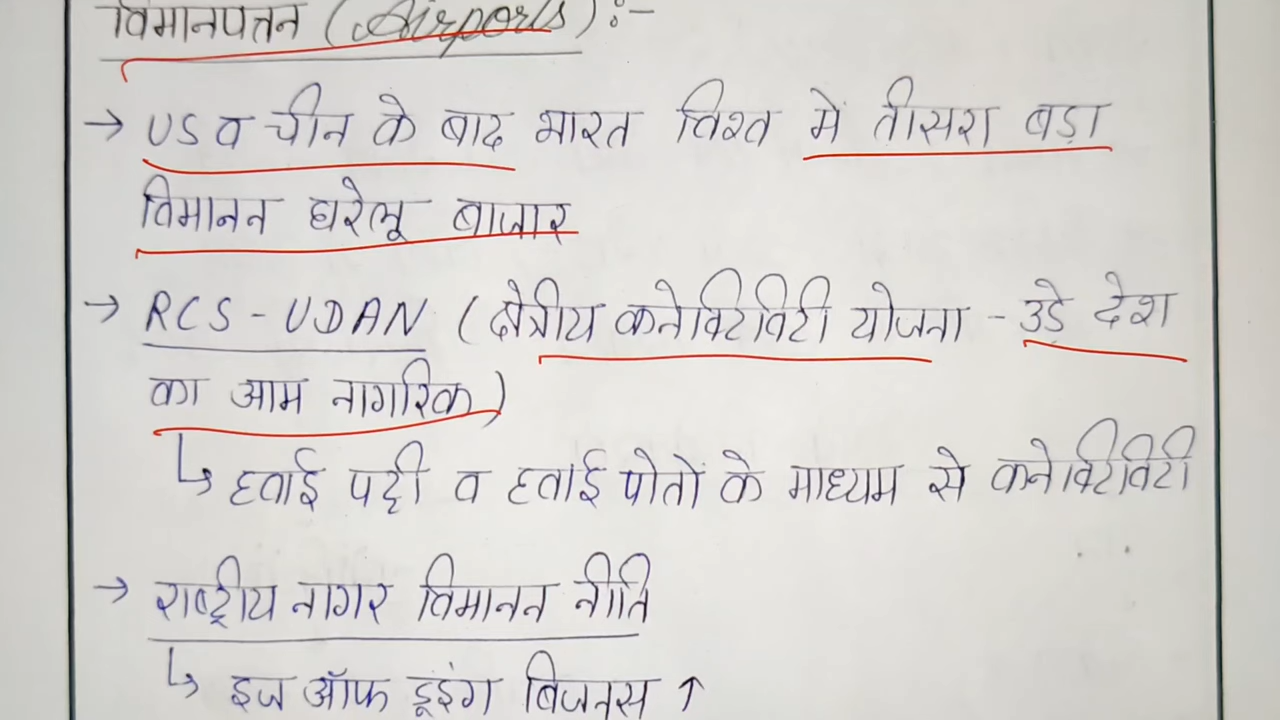 विमानपत्तन (Airports):-
→ US व चीन के बाद भारत विश्व में तीसरा बड़ा
विमानन घरेलू बाजार
→ RCS-UDAN (क्षेत्रीय कनेक्टिविटी योजना - उड़े देश
का आम नागरिक)
↳ हवाई पट्टी व हवाई पोतों के माध्यम से कनेक्टिविटी
→ राष्ट्रीय नागर विमानन नीति
↳ इज ऑफ डूइंग बिजनस ↑